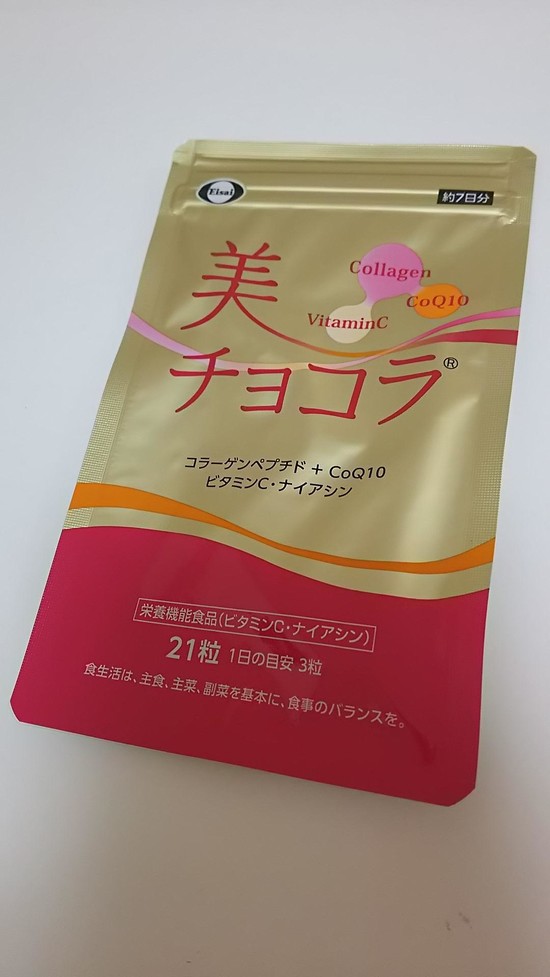 Eisai
約7日分
美
チョコラ®
Collagen
CoQ10
VitaminC
コラーゲンペプチド + CoQ10
ビタミンC・ナイアシン
栄養機能食品(ビタミンC・ナイアシン)
21粒 1日の目安 3粒
食生活は、主食、主菜、副菜を基本に、食事のバランスを。